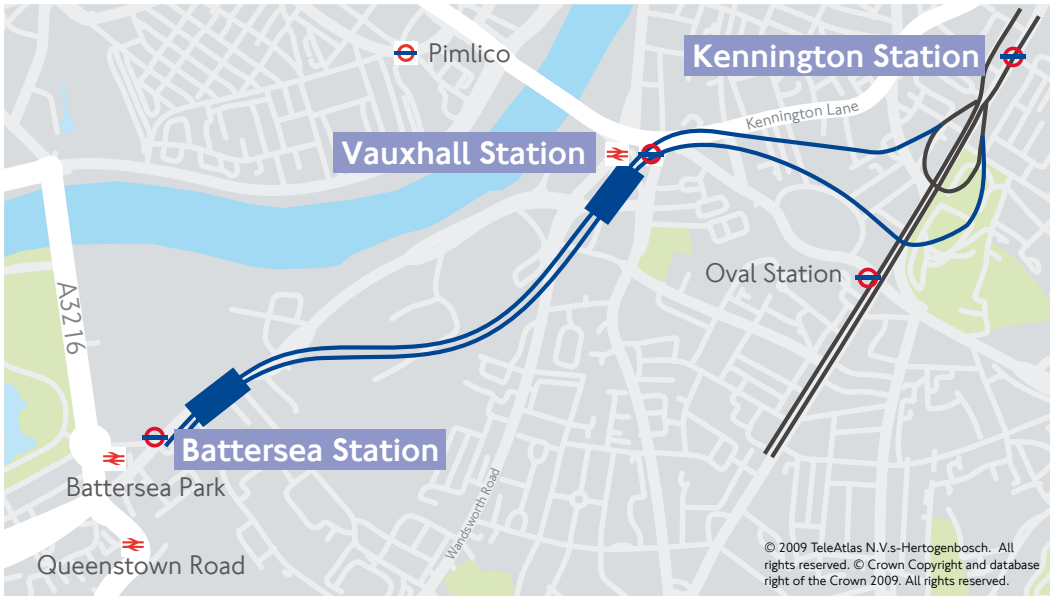 Pimlico
Kennington Station
Kennington Lane
Vauxhall Station
Oval Station
A3216
Battersea Station
Battersea Park
Wandsworth Road
Queenstown Road
© 2009 TeleAtlas N.V.s-Hertogenbosch. All
rights reserved. © Crown Copyright and database
right of the Crown 2009. All rights reserved.